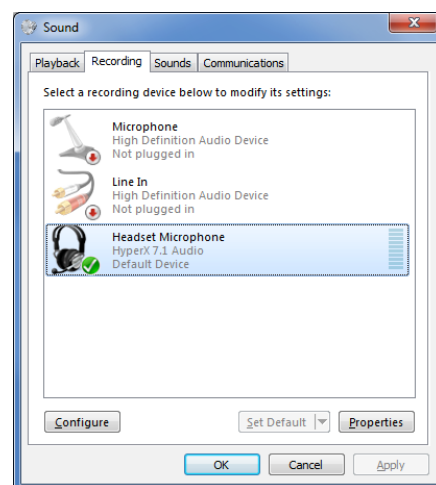 Sound
Playback Recording Sounds Communications
Select a recording device below to modify its settings:
Microphone
High Definition Audio Device
Not plugged in
Line In
High Definition Audio Device
Not plugged in
Headset Microphone
HyperX 7.1 Audio
Default Device
Configure Set Default Properties
OK Cancel Apply